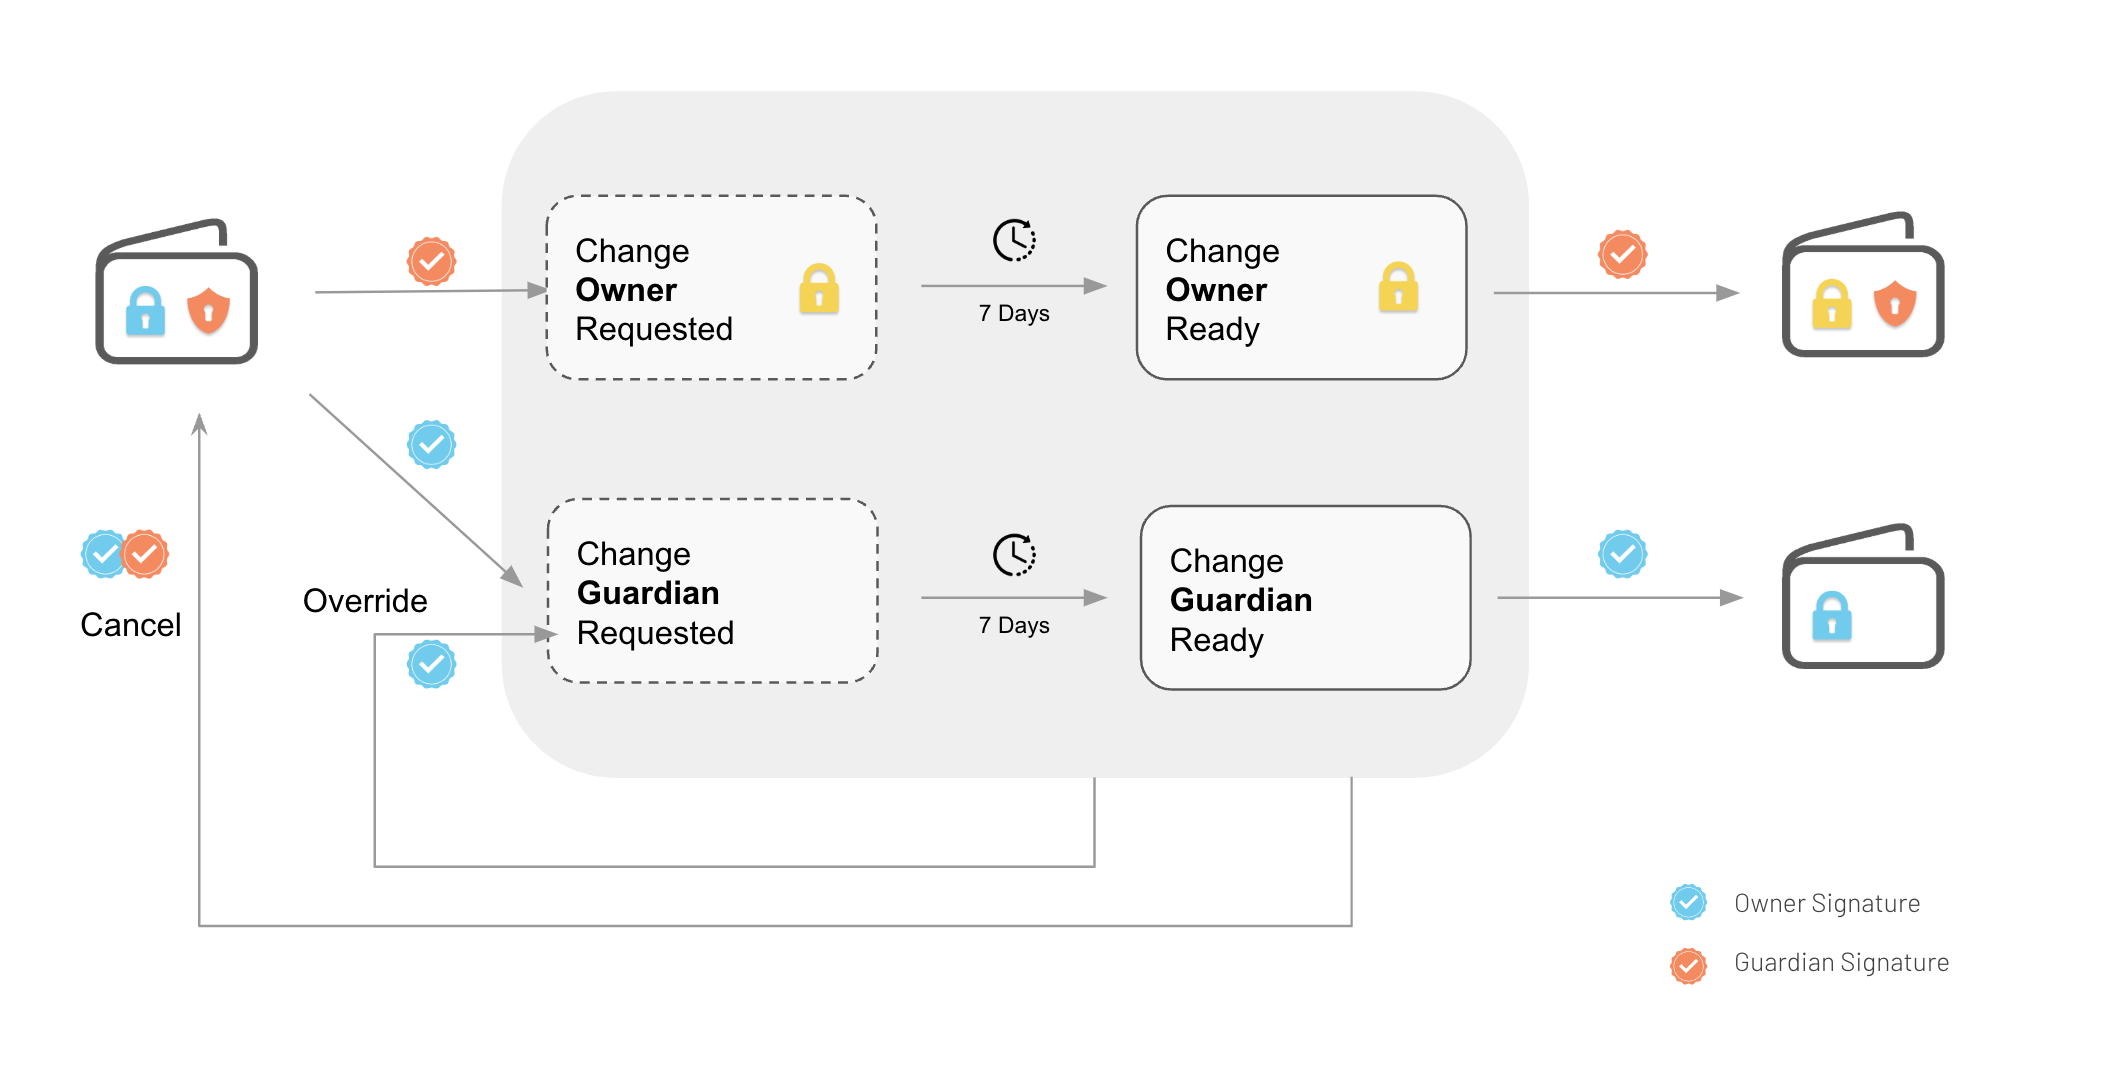 Change
Owner
Requested
7 Days
Change
Owner
Ready
Change
Guardian
Requested
7 Days
Change
Guardian
Ready
Override
Cancel
Owner Signature
Guardian Signature